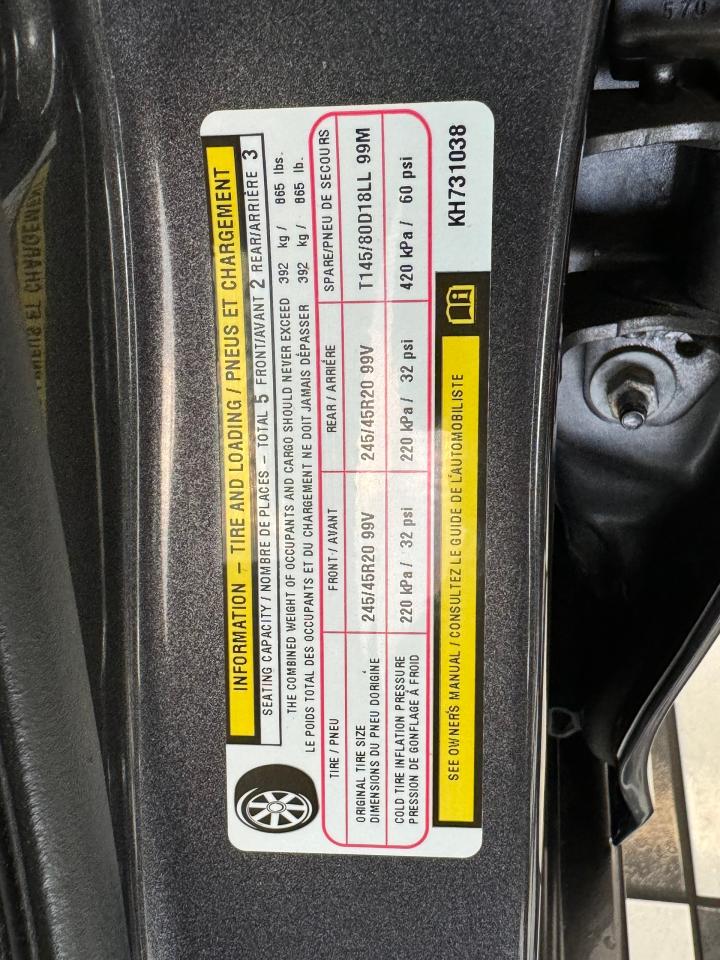 INFORMATION – TIRE AND LOADING / PNEUS ET CHARGEMENT
SEATING CAPACITY / NOMBRE DE PLACES – TOTAL 5 FRONT/AVANT 2 REAR/ARRIÈRE 3
THE COMBINED WEIGHT OF OCCUPANTS AND CARGO SHOULD NEVER EXCEED 392 kg / 865 lbs.
LE POIDS TOTAL DES OCCUPANTS ET DU CHARGEMENT NE DOIT JAMAIS DÉPASSER 392 kg / 865 lb.
TIRE / PNEU FRONT / AVANT REAR / ARRIÉRE SPARE/PNEU DE SECOURS
ORIGINAL TIRE SIZE
DIMENSIONS DU PNEU DORIGINE
245/45R20 99V 245/45R20 99V T145/80D18LL 99M
COLD TIRE INFLATION PRESSURE
PRESSION DE GONFLAGE À FROID
220 kPa / 32 psi 220 kPa / 32 psi 420 kPa / 60 psi
SEE OWNER'S MANUAL / CONSULTEZ LE GUIDE DE L'AUTOMOBILISTE
KH731038